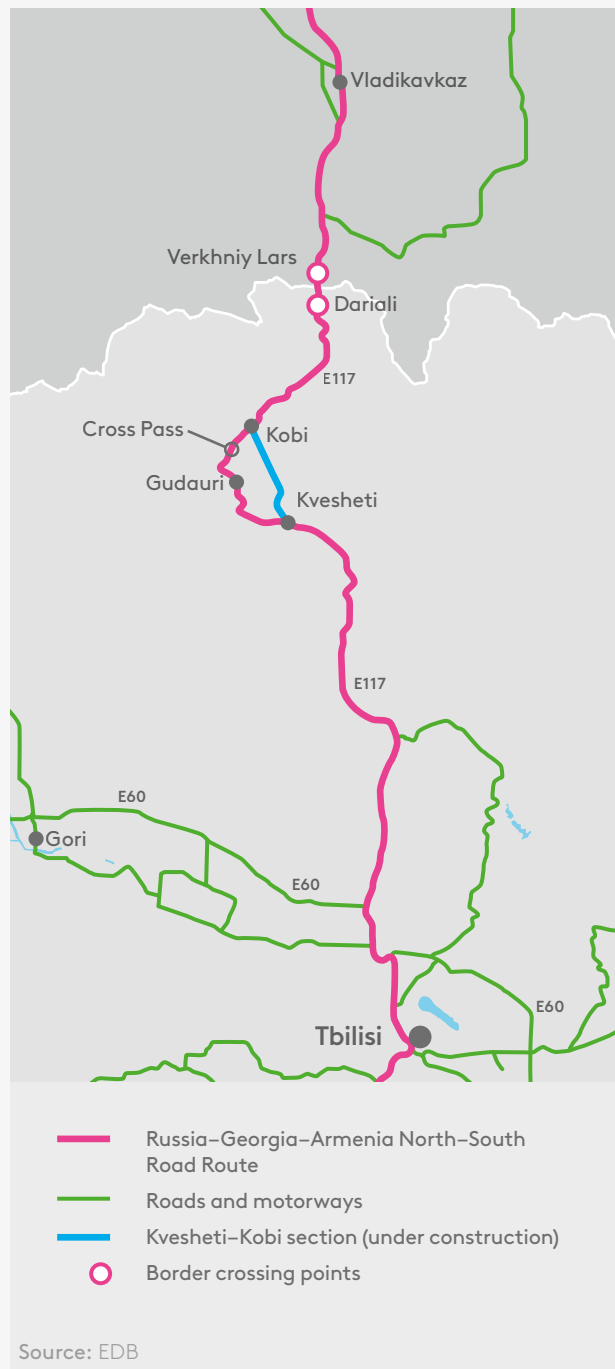 Vladikavkaz
Verkhniy Lars
Dariali
E117
Cross Pass
Kobi
Gudauri
Kvesheti
E117
E60
Gori
E60
E60
Tbilisi
Russia–Georgia–Armenia North–South
Road Route
Roads and motorways
Kvesheti–Kobi section (under construction)
Border crossing points
Source: EDB